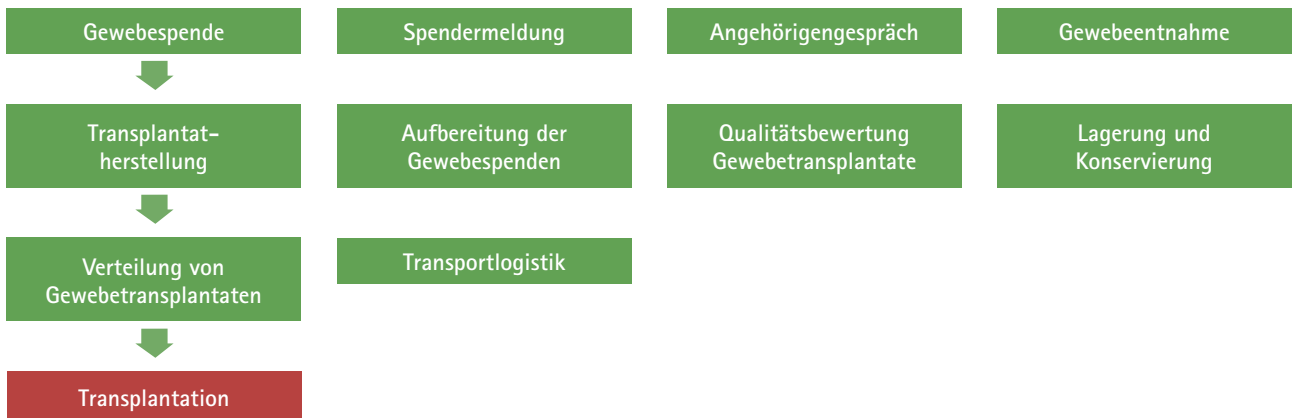 Gewebespende
Spendermeldung
Angehörigengespräch
Gewebeentnahme
Transplantat-
herstellung
Aufbereitung der
Gewebespenden
Qualitätsbewertung
Gewebetransplantate
Lagerung und
Konservierung
Verteilung von
Gewebetransplantaten
Transportlogistik
Transplantation